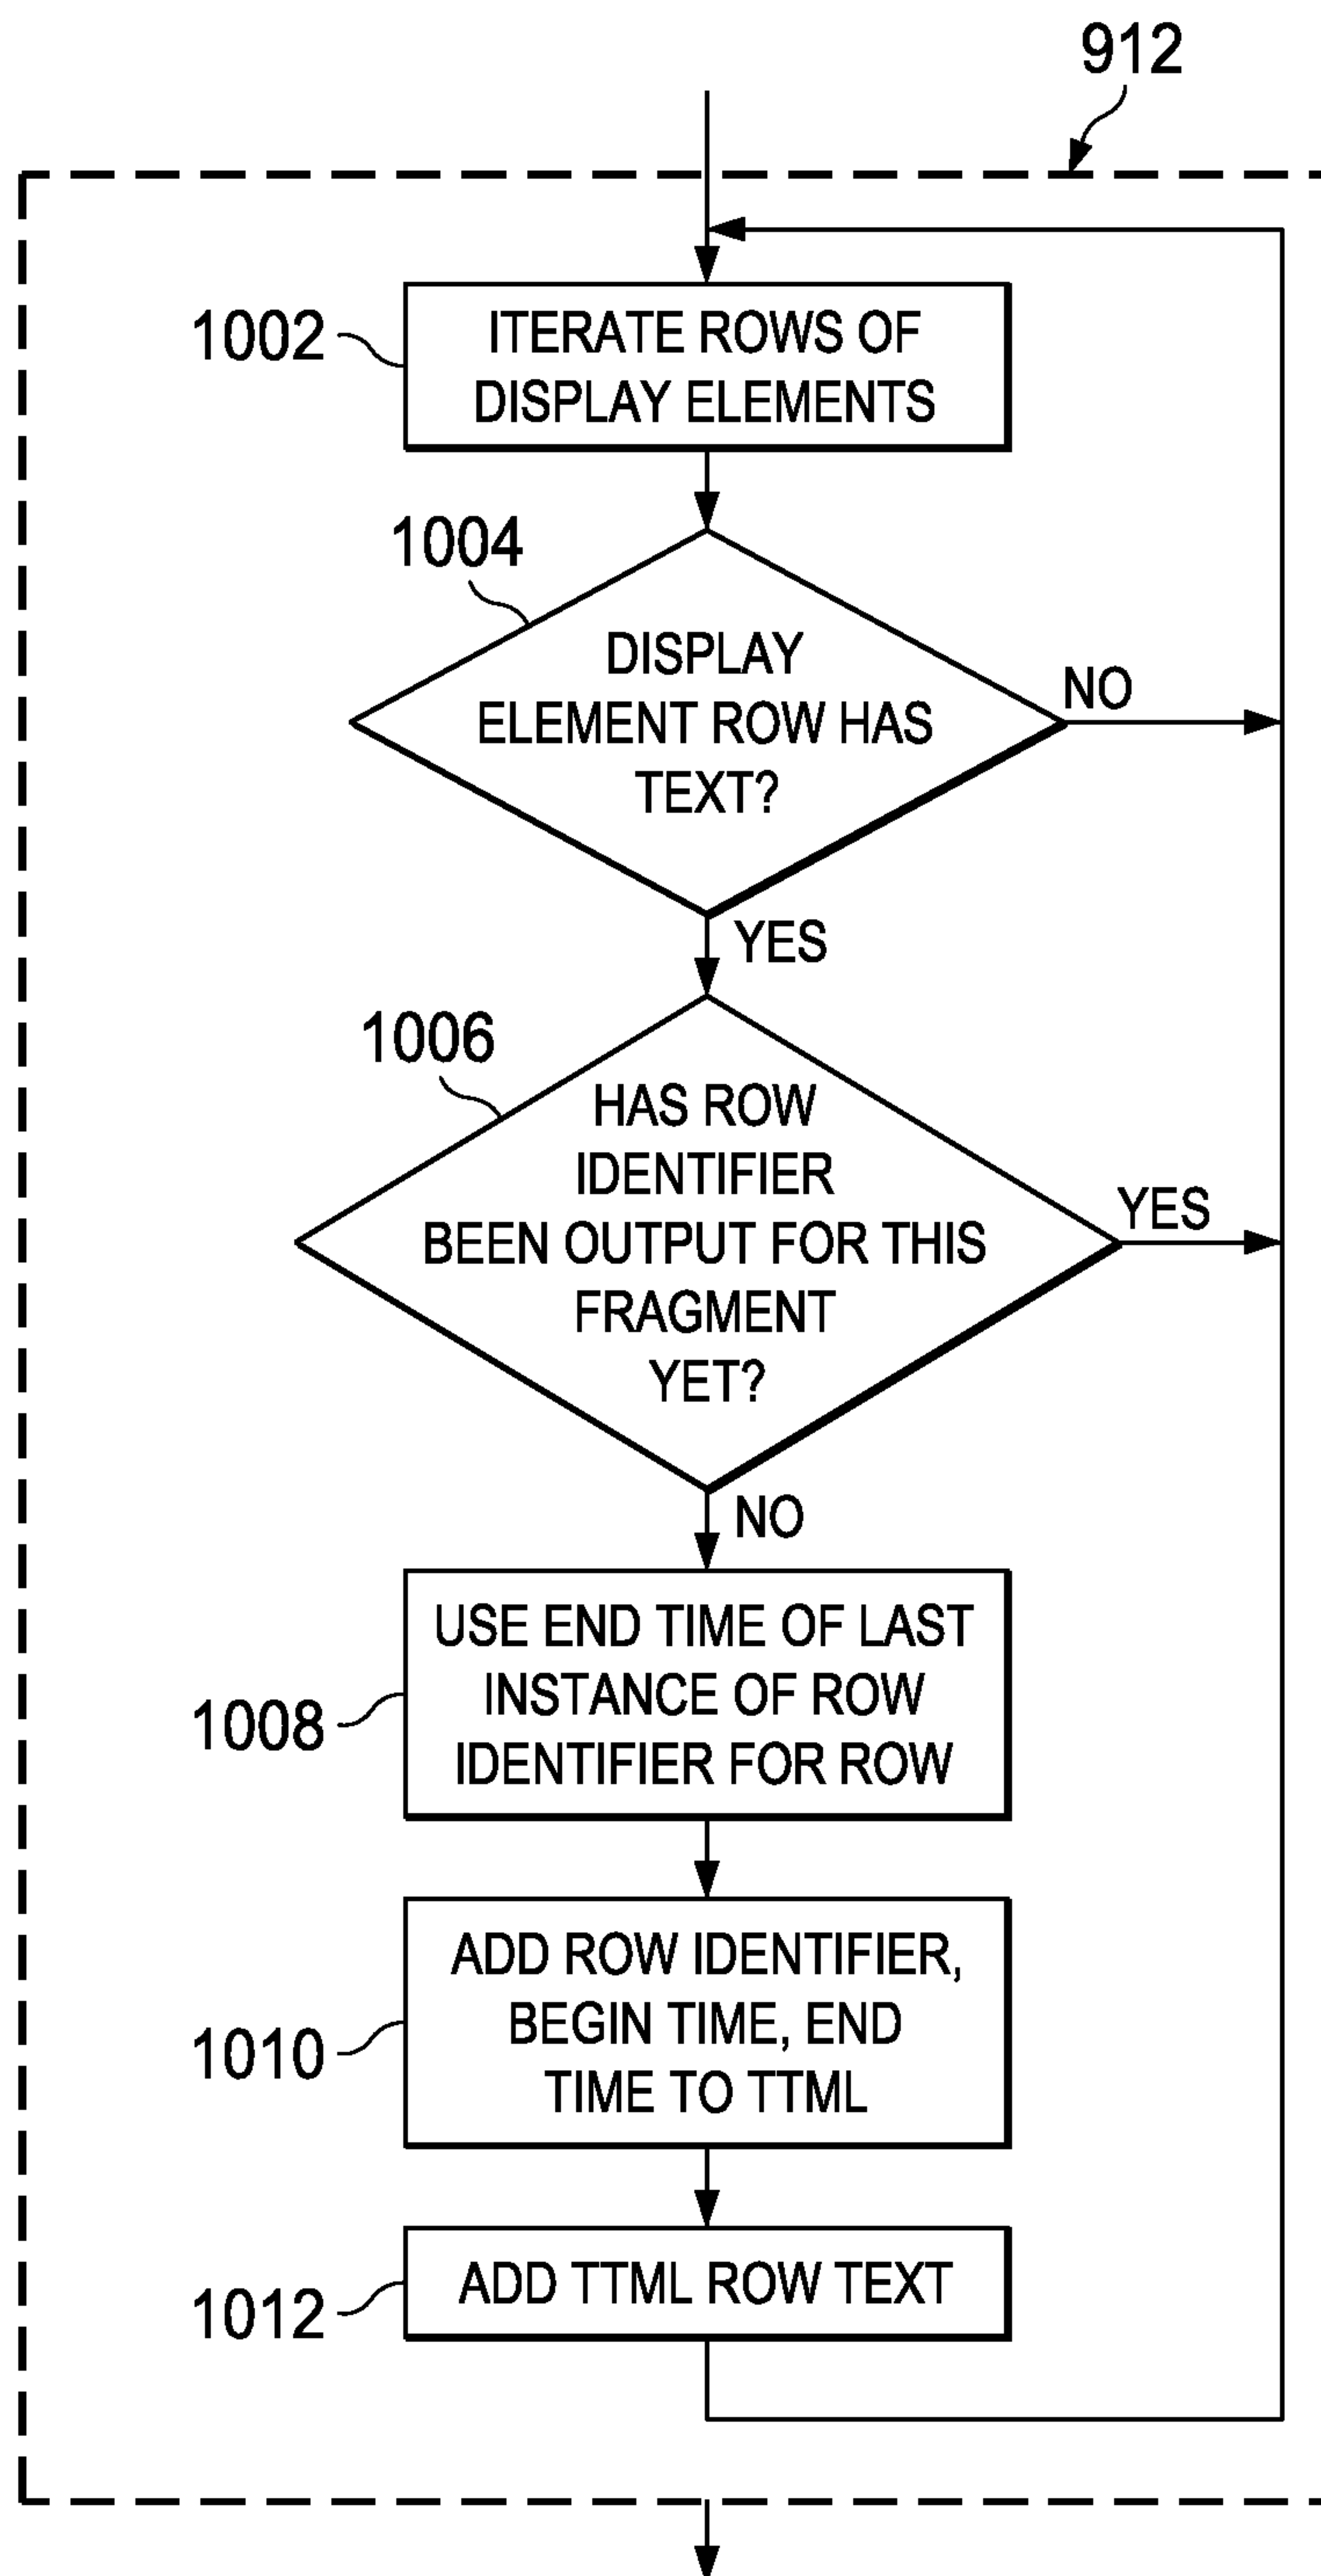 912
1002
ITERATE ROWS OF
DISPLAY ELEMENTS
1004
DISPLAY
ELEMENT ROW HAS
TEXT?
NO
YES
1006
HAS ROW
IDENTIFIER
BEEN OUTPUT FOR THIS
FRAGMENT
YET?
YES
NO
1008
USE END TIME OF LAST
INSTANCE OF ROW
IDENTIFIER FOR ROW
1010
ADD ROW IDENTIFIER,
BEGIN TIME, END
TIME TO TTML
1012
ADD TTML ROW TEXT